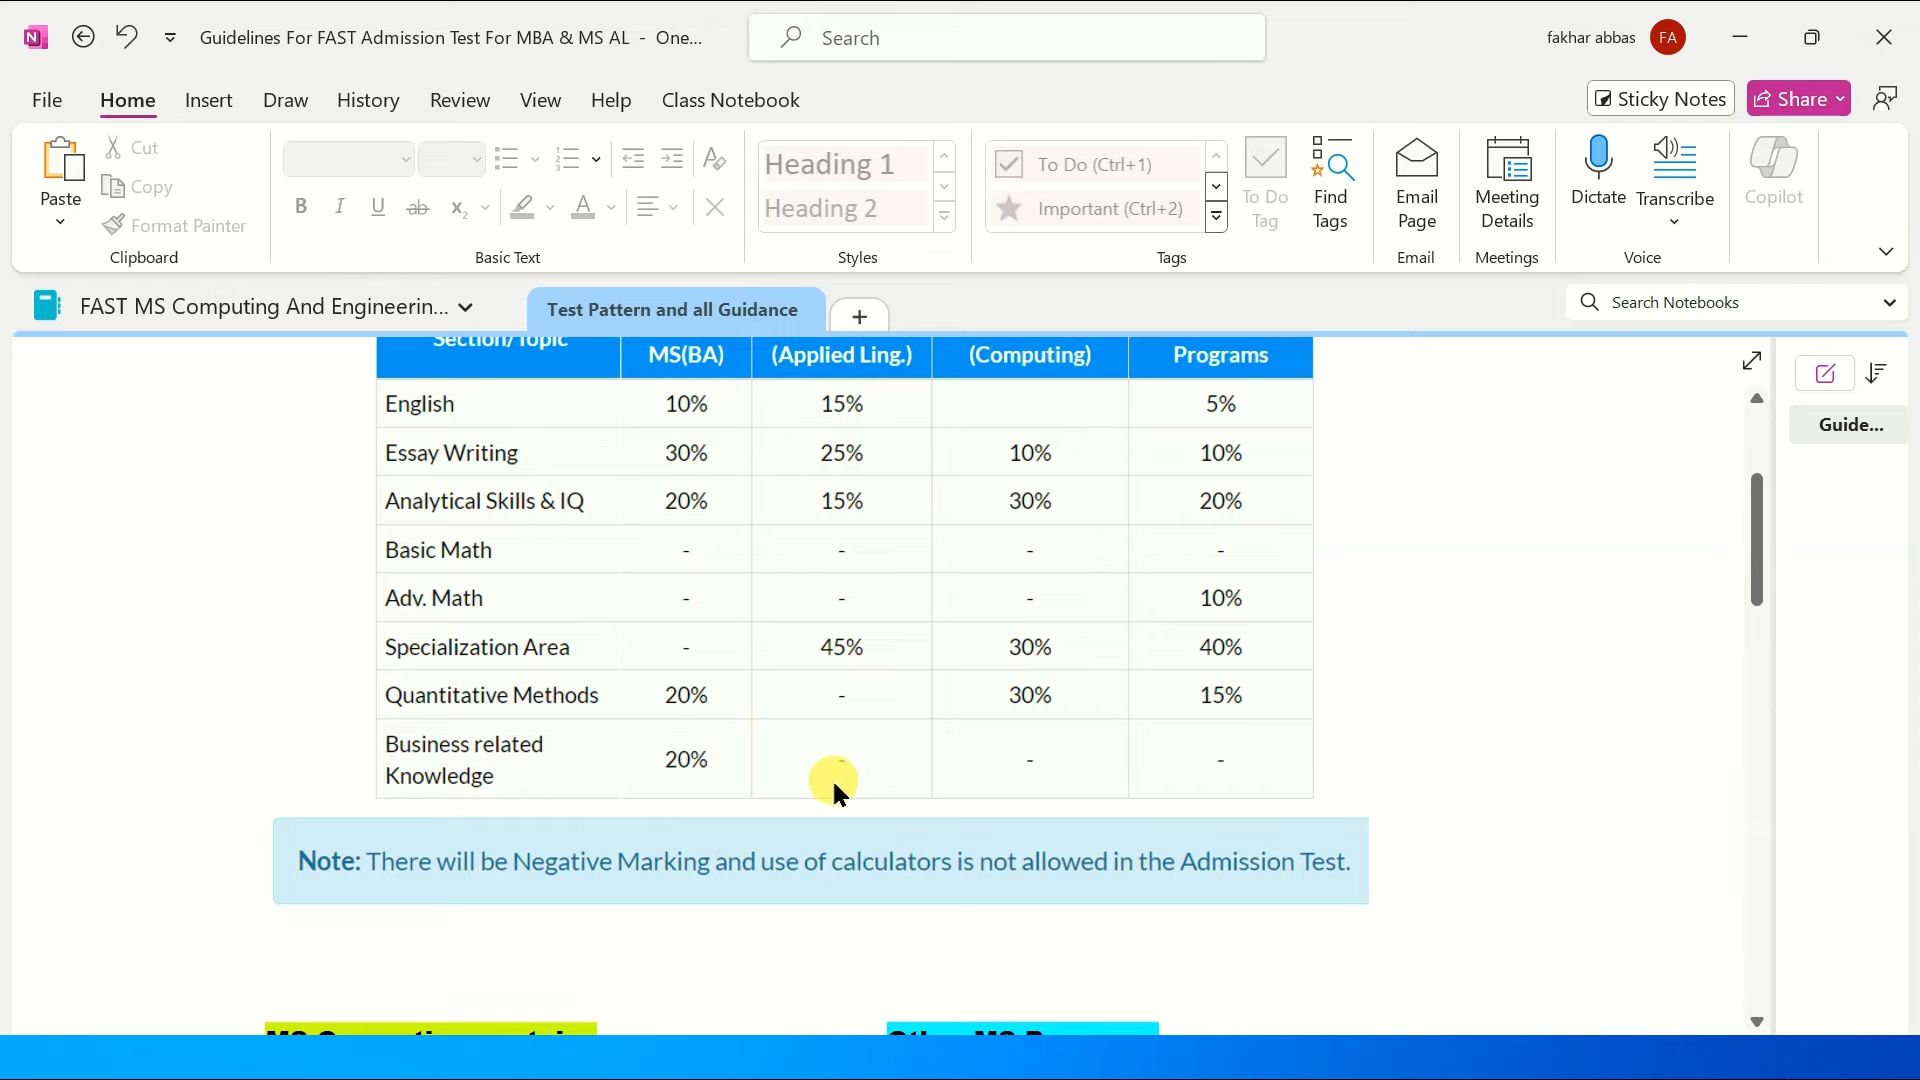 Guidelines For FAST Admission Test For MBA & MS AL - One...
Search
fakhar abbas
FA
File Home Insert Draw History Review View Help Class Notebook
Sticky Notes
Share
Paste
Cut
Copy
Format Painter
Clipboard
B I U ab x₂ A
Basic Text
Heading 1
Heading 2
Styles
To Do (Ctrl+1)
Important (Ctrl+2)
To Do Tag
Find Tags
Tags
Email Page
Email
Meeting Details
Meetings
Dictate
Transcribe
Voice
Copilot
FAST MS Computing And Engineerin...
Test Pattern and all Guidance
+
Search Notebooks
Guide...
Section/Topic MS(BA) (Applied Ling.) (Computing) Programs
English 10% 15% 5%
Essay Writing 30% 25% 10% 10%
Analytical Skills & IQ 20% 15% 30% 20%
Basic Math - - - -
Adv. Math - - - 10%
Specialization Area - 45% 30% 40%
Quantitative Methods 20% - 30% 15%
Business related
Knowledge 20% - - -
Note: There will be Negative Marking and use of calculators is not allowed in the Admission Test.